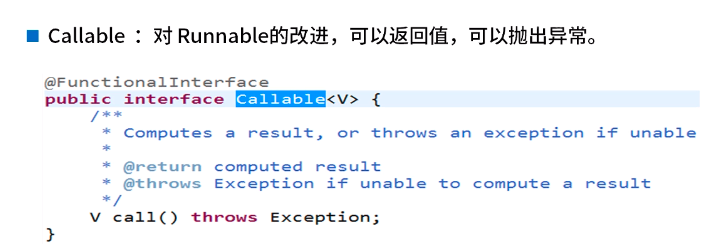 Callable ：对 Runnable的改进，可以返回值，可以抛出异常。
@FunctionalInterface
public interface Callable<V> {
/**
* Computes a result, or throws an exception if unable
*
* @return computed result
* @throws Exception if unable to compute a result
*/
V call() throws Exception;
}